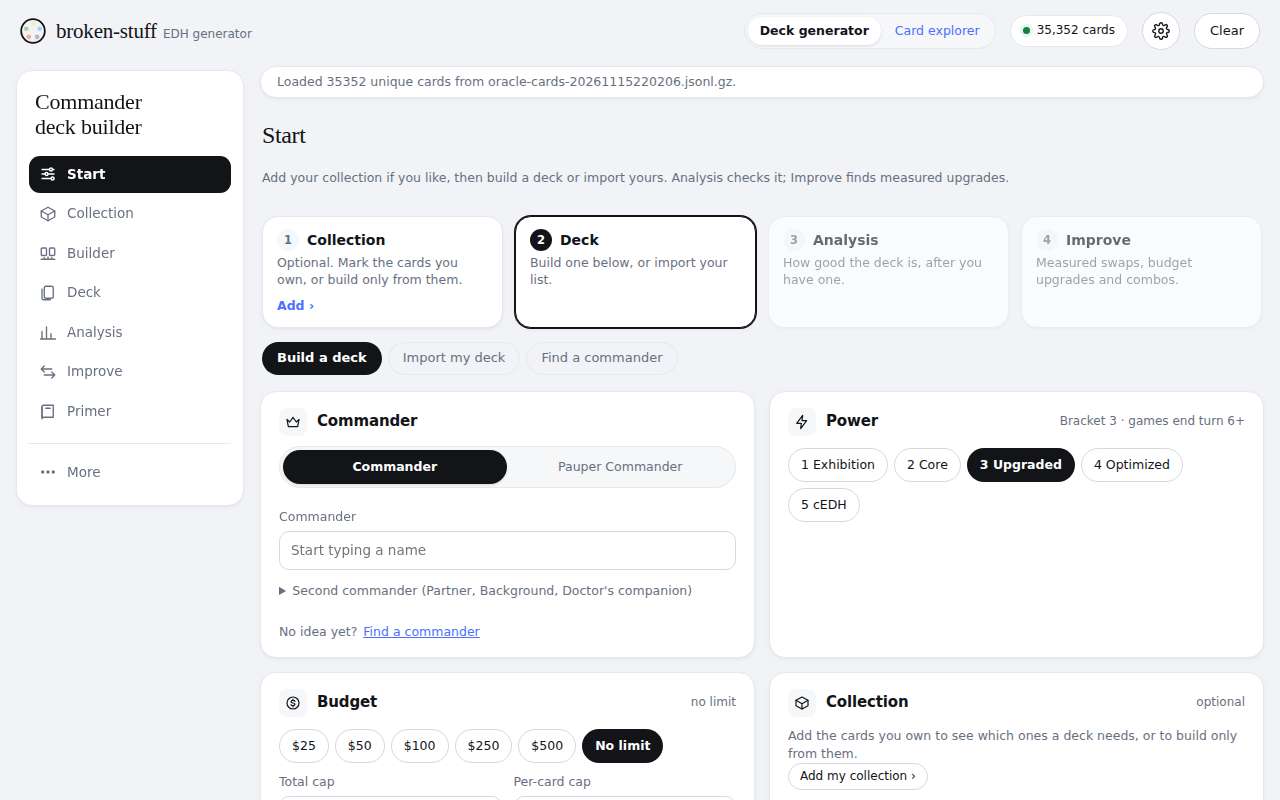 broken-stuff EDH generator
Deck generator
Card explorer
35,352 cards
Clear
Commander
deck builder
Start
Collection
Builder
Deck
Analysis
Improve
Primer
More
Loaded 35352 unique cards from oracle-cards-20261115220206.jsonl.gz.
Start
Add your collection if you like, then build a deck or import yours. Analysis checks it; Improve finds measured upgrades.
1 Collection
Optional. Mark the cards you
own, or build only from them.
Add ›
2 Deck
Build one below, or import your
list.
3 Analysis
How good the deck is, after you
have one.
4 Improve
Measured swaps, budget
upgrades and combos.
Build a deck
Import my deck
Find a commander
Commander
Commander
Pauper Commander
Commander
Start typing a name
Second commander (Partner, Background, Doctor's companion)
No idea yet? Find a commander
Power
Bracket 3 · games end turn 6+
1 Exhibition
2 Core
3 Upgraded
4 Optimized
5 cEDH
Budget
no limit
$25
$50
$100
$250
$500
No limit
Total cap
Per-card cap
Collection
optional
Add the cards you own to see which ones a deck needs, or to build only
from them.
Add my collection ›